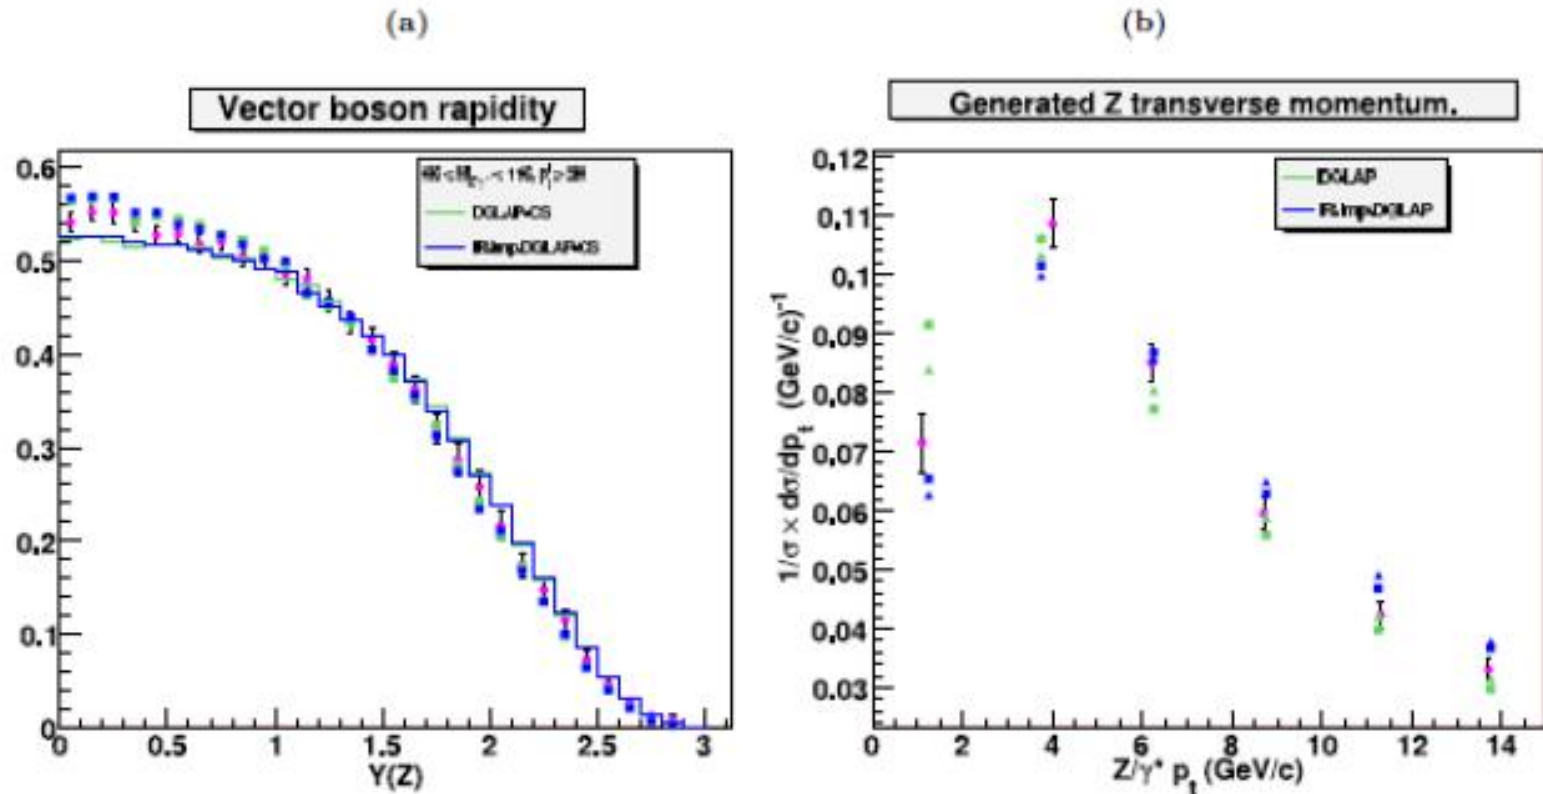 (a)
(b)
Vector boson rapidity
0.6
0.5
0.4
0.3
0.2
0.1
0
0
0.5
1
1.5
2
2.5
3
Y(Z)
DGLAP-CS
IR.Imp.DGLAP-CS
Generated Z transverse momentum.
0.12
0.11
0.1
0.09
0.08
0.07
0.06
0.05
0.04
0.03
1/σ × dσ/dp_t (GeV/c)^-1
0
2
4
6
8
10
12
14
Z/γ* p_t (GeV/c)
DGLAP
IR.Imp.DGLAP